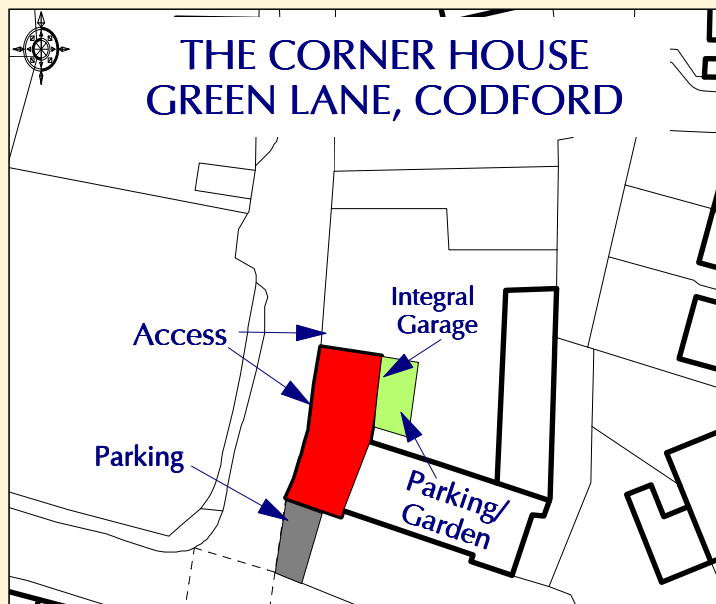 THE CORNER HOUSE
GREEN LANE, CODFORD
Integral
Garage
Access
Parking
Parking/
Garden